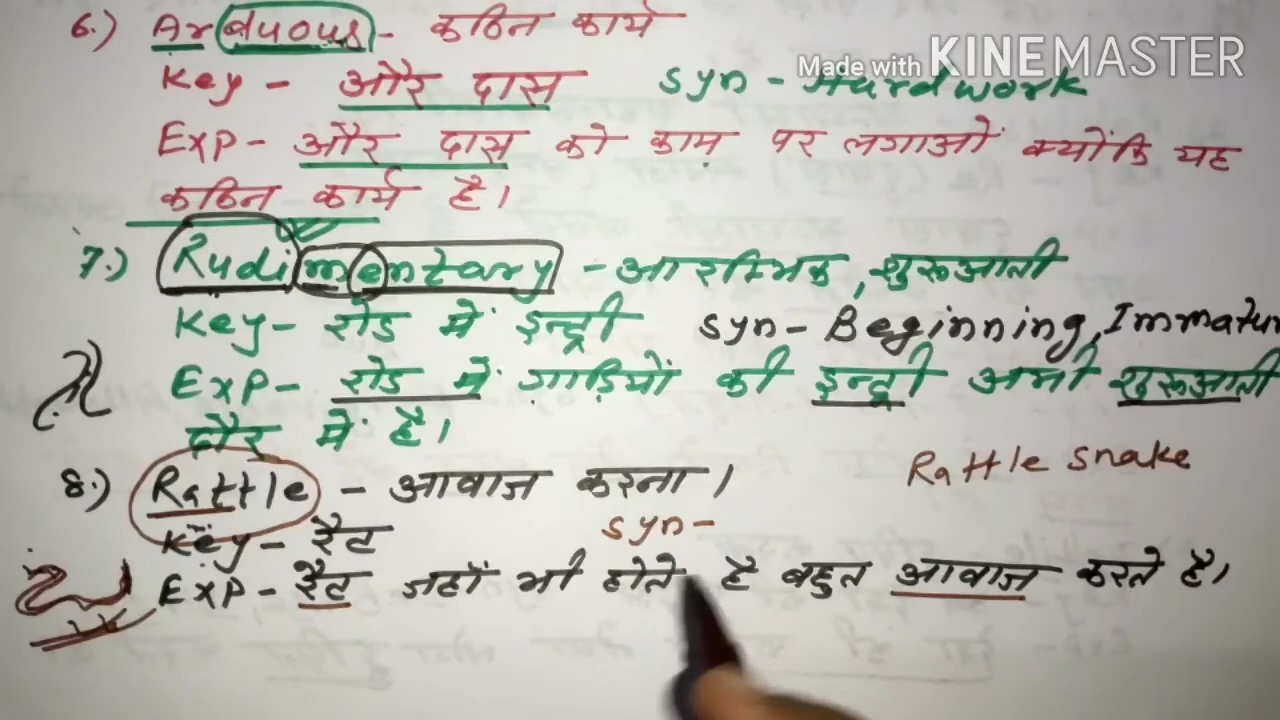 6.) Arduous - कठिन कार्य
Made with KINEMASTER
Key - और दास syn - Hardwork
Exp - और दास को काम पर लगाओं क्योंकि यह
कठिन कार्य है।
7.) Rudimentary - आरम्भिक, शुरूआती
Key - रोड में इन्ट्री syn - Beginning, Immatur
Exp - रोड में गाड़ियों की इन्ट्री अभी शुरूआती
दौर में है।
Rattle snake
8.) Rattle - आवाज करना।
Key - रैट syn -
Exp - रैट जहाँ भी होते है बहुत आवाज करते है।